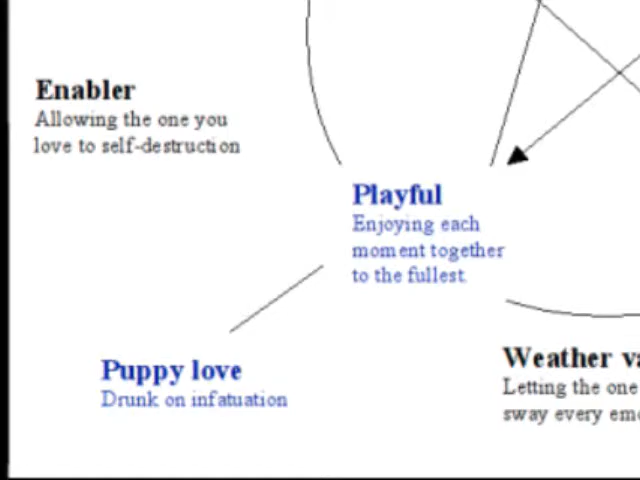 Enabler
Allowing the one you
love to self-destruction
Playful
Enjoying each
moment together
to the fullest.
Puppy love
Drunk on infatuation
Weather
Letting the one
sway every